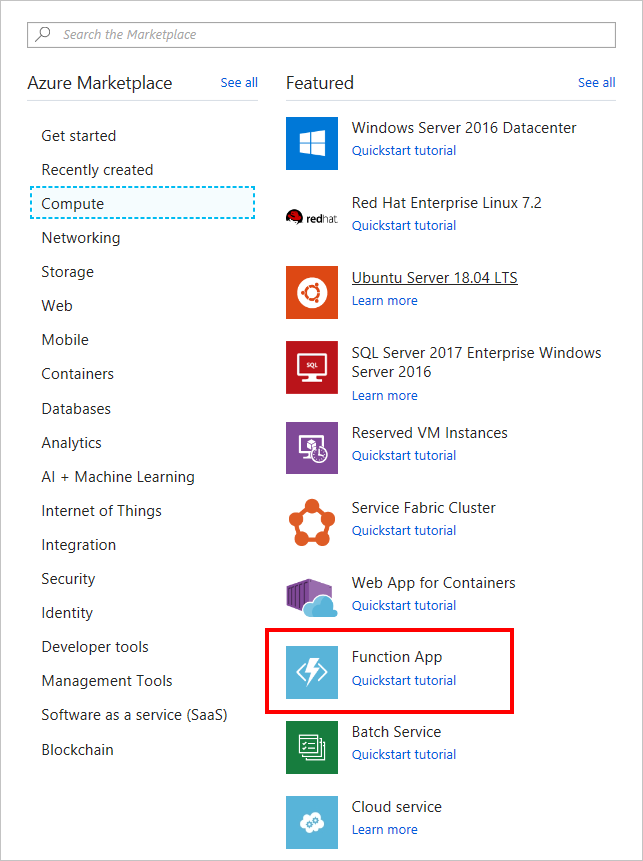 Search the Marketplace
Azure Marketplace
See all
Get started
Recently created
Compute
Networking
Storage
Web
Mobile
Containers
Databases
Analytics
AI + Machine Learning
Internet of Things
Integration
Security
Identity
Developer tools
Management Tools
Software as a service (SaaS)
Blockchain
Featured
See all
Windows Server 2016 Datacenter
Quickstart tutorial
redhat.
Red Hat Enterprise Linux 7.2
Quickstart tutorial
Ubuntu Server 18.04 LTS
Learn more
SQL
SQL Server 2017 Enterprise Windows
Server 2016
Learn more
Reserved VM Instances
Quickstart tutorial
Service Fabric Cluster
Quickstart tutorial
Web App for Containers
Quickstart tutorial
Function App
Quickstart tutorial
Batch Service
Quickstart tutorial
Cloud service
Learn more